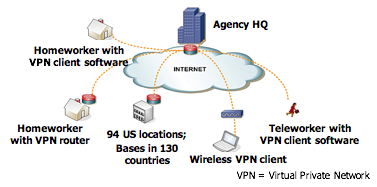 Agency HQ
Homeworker with
VPN client software
INTERNET
Homeworker
with VPN router
94 US locations;
Bases in 130
countries
Wireless VPN client
Teleworker with
VPN client software
VPN = Virtual Private Network